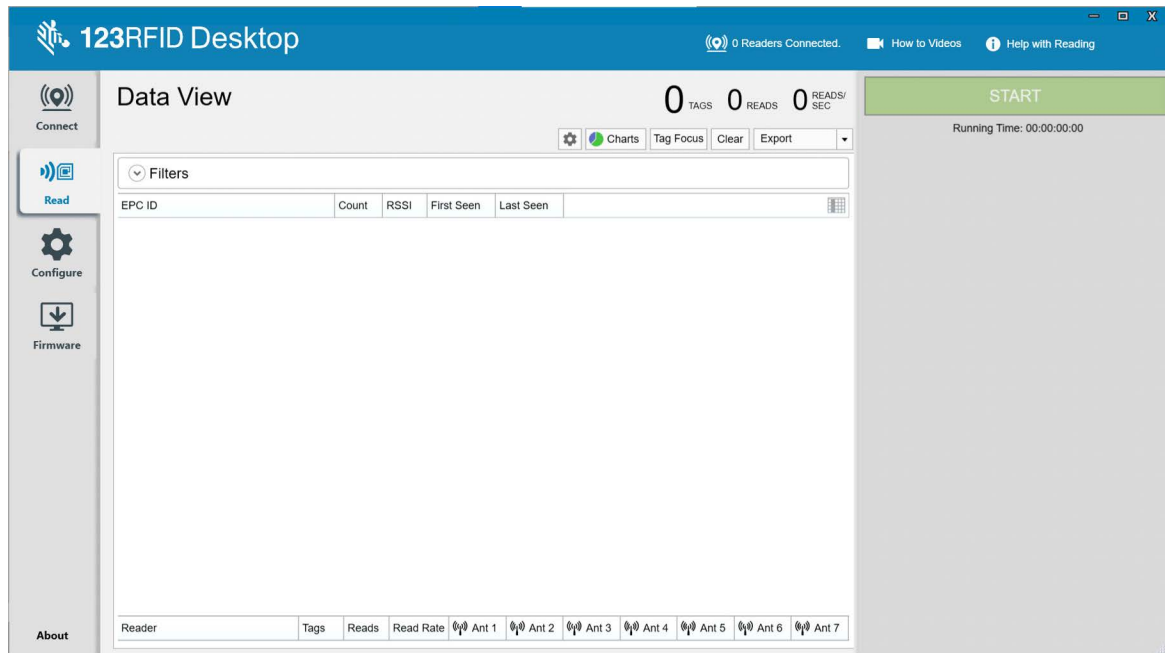 123RFID Desktop
0 Readers Connected.
How to Videos
Help with Reading
Connect
Read
Configure
Firmware
About
Data View
0 TAGS 0 READS 0 READS/SEC
Charts Tag Focus Clear Export
Filters
EPC ID Count RSSI First Seen Last Seen
Reader Tags Reads Read Rate Ant 1 Ant 2 Ant 3 Ant 4 Ant 5 Ant 6 Ant 7
START
Running Time: 00:00:00:00